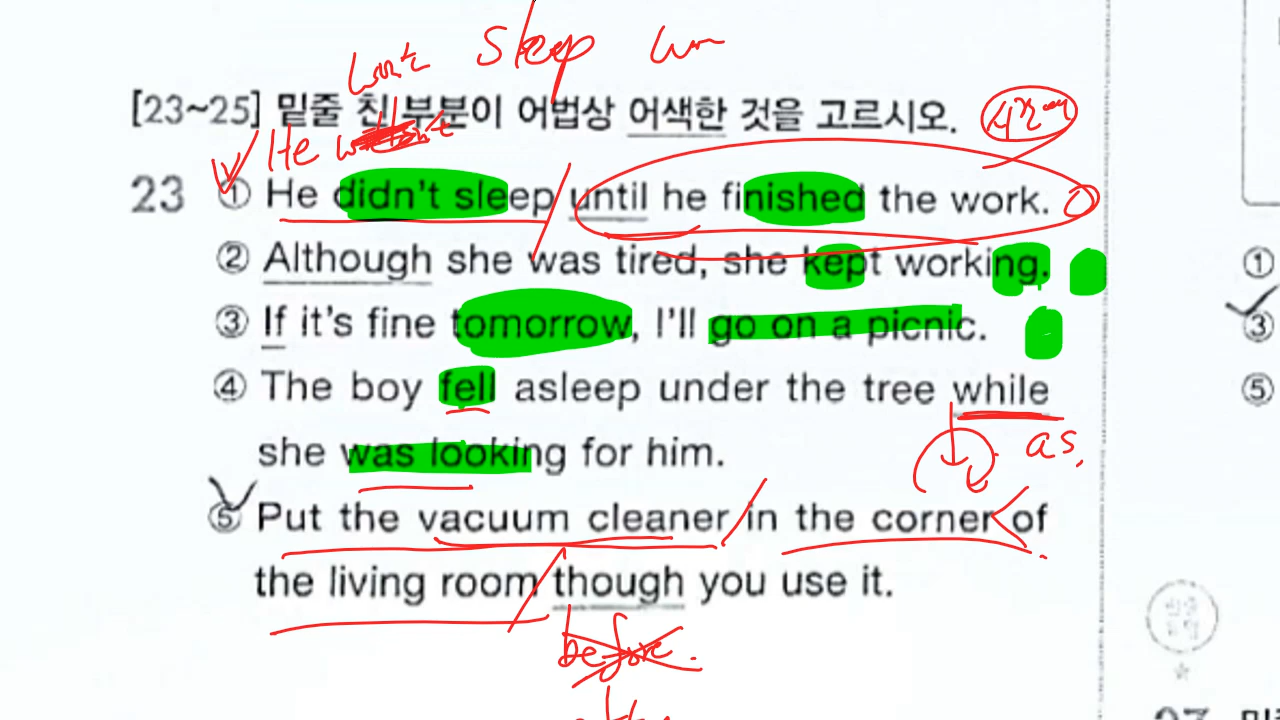 Sleep
[23~25] 밑줄 친 부분이 어법상 어색한 것을 고르시오.
He
23 ① He didn't sleep until he finished the work.
② Although she was tired, she kept working. ①
③ If it's fine tomorrow, I'll go on a picnic. ③
④ The boy fell asleep under the tree while ⑤
as.
she was looking for him.
⑤ Put the vacuum cleaner in the corner of
the living room though you use it.
before.